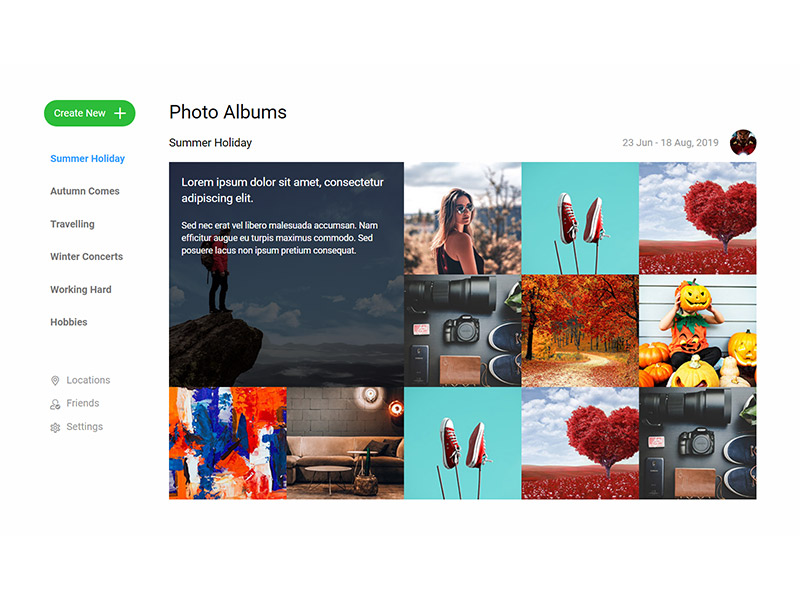 Create New
Summer Holiday
Autumn Comes
Travelling
Winter Concerts
Working Hard
Hobbies
Locations
Friends
Settings
Photo Albums
Summer Holiday
23 Jun - 18 Aug, 2019
Lorem ipsum dolor sit amet, consectetur
adipiscing elit.
Sed nec erat vel libero malesuada accumsan. Nam
efficitur augue eu turpis maximus commodo. Sed
posuere lacus non ipsum pretium consequat.